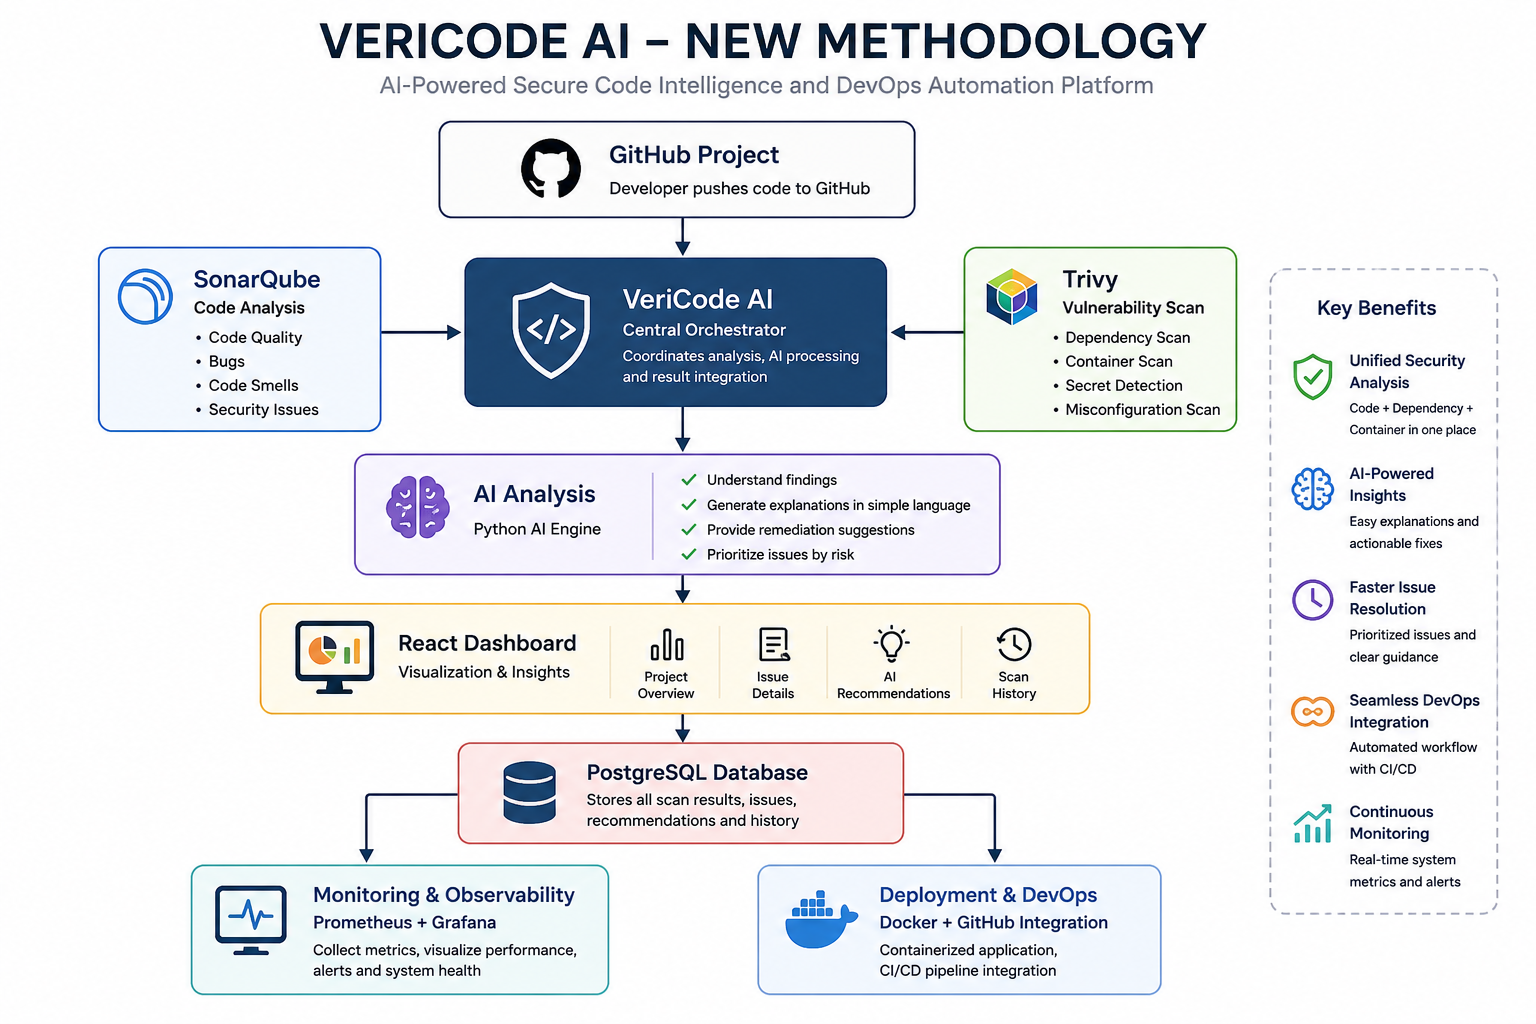 VERICODE AI – NEW METHODOLOGY
AI-Powered Secure Code Intelligence and DevOps Automation Platform
GitHub Project
Developer pushes code to GitHub
SonarQube
Code Analysis
• Code Quality
• Bugs
• Code Smells
• Security Issues
</>
VeriCode AI
Central Orchestrator
Coordinates analysis, AI processing
and result integration
Trivy
Vulnerability Scan
• Dependency Scan
• Container Scan
• Secret Detection
• Misconfiguration Scan
AI Analysis
Python AI Engine
Understand findings
Generate explanations in simple language
Provide remediation suggestions
Prioritize issues by risk
React Dashboard
Visualization & Insights
Project
Overview
Issue
Details
AI
Recommendations
Scan
History
PostgreSQL Database
Stores all scan results, issues,
recommendations and history
Monitoring & Observability
Prometheus + Grafana
Collect metrics, visualize performance,
alerts and system health
Deployment & DevOps
Docker + GitHub Integration
Containerized application,
CI/CD pipeline integration
Key Benefits
Unified Security
Analysis
Code + Dependency +
Container in one place
AI-Powered
Insights
Easy explanations and
actionable fixes
Faster Issue
Resolution
Prioritized issues and
clear guidance
Seamless DevOps
Integration
Automated workflow
with CI/CD
Continuous
Monitoring
Real-time system
metrics and alerts